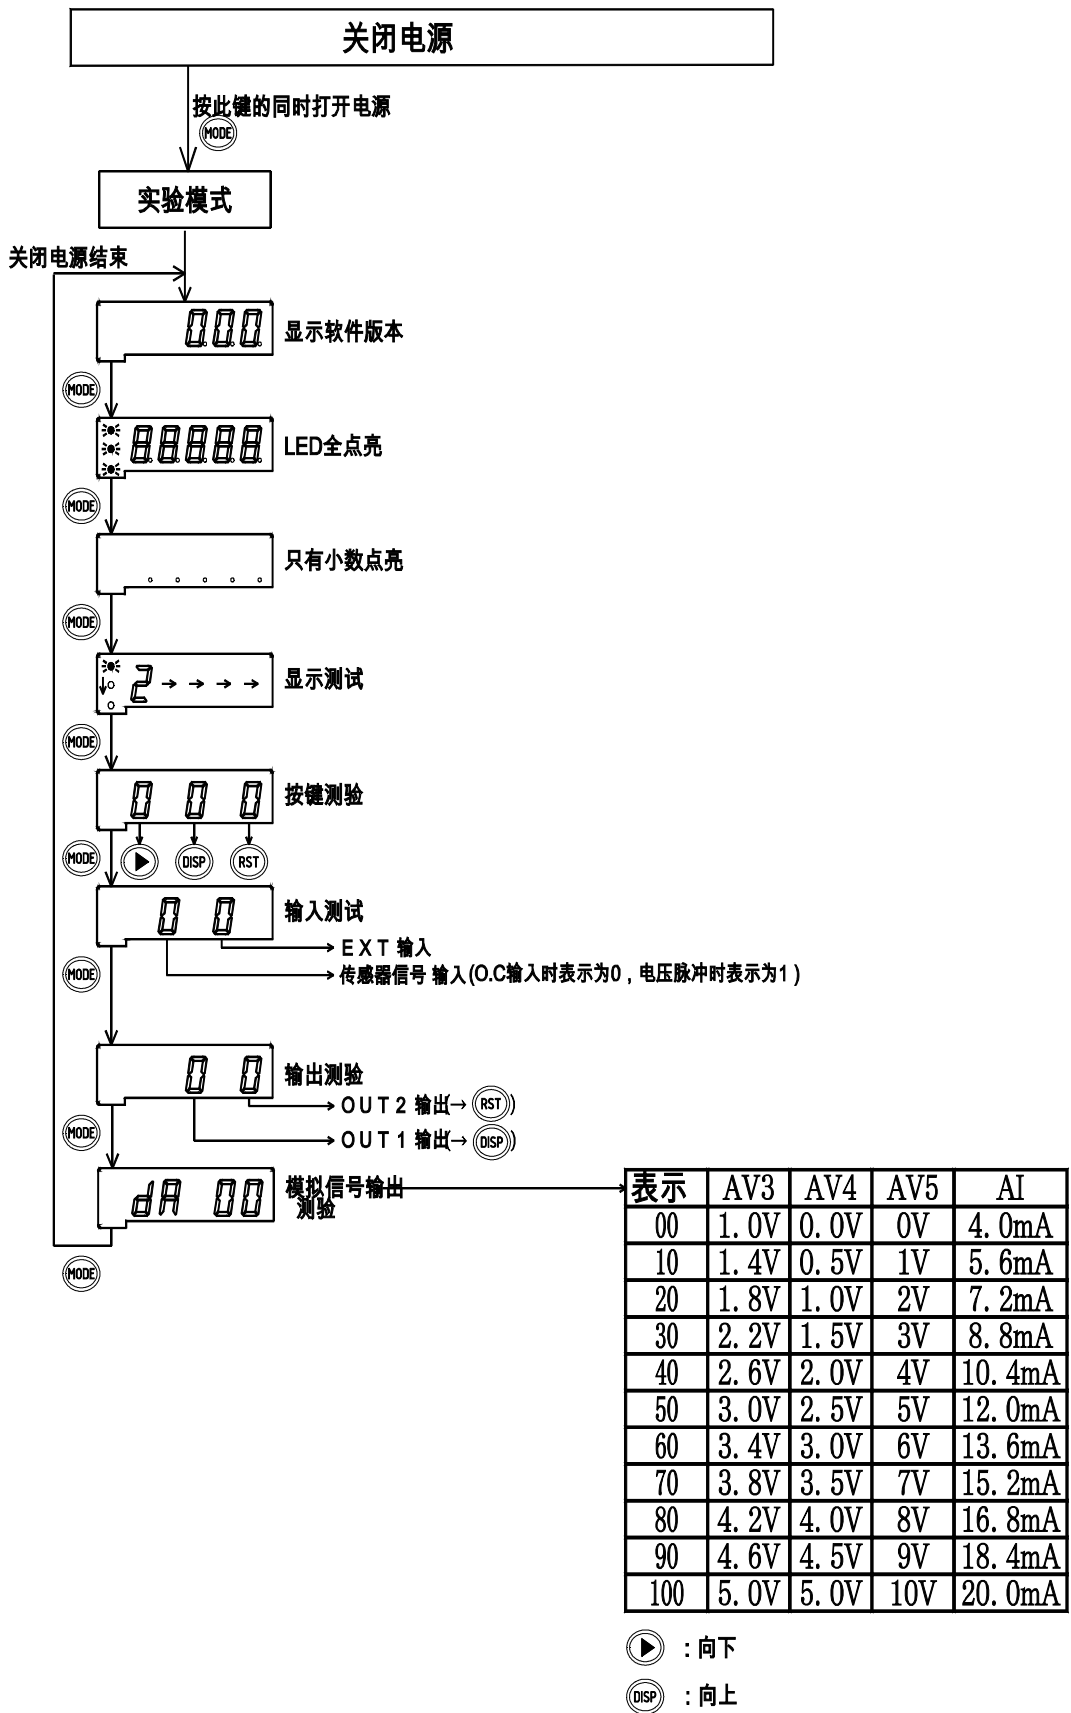 关闭电源
按此键的同时打开电源
MODE
实验模式
关闭电源结束
0.0.0.
显示软件版本
MODE
8.8.8.8.8.
LED全点亮
MODE
只有小数点亮
MODE
2 → → → →
显示测试
MODE
0 0 0
按键测验
MODE
DISP
RST
0 0
输入测试
EXT 输入
MODE
传感器信号 输入(O.C输入时表示为0，电压脉冲时表示为1)
0 0
输出测验
OUT2 输出(→ RST)
MODE
OUT1 输出(→ DISP)
dA 00
模拟信号输出
测验
MODE
表示 AV3 AV4 AV5 AI
00 1.0V 0.0V 0V 4.0mA
10 1.4V 0.5V 1V 5.6mA
20 1.8V 1.0V 2V 7.2mA
30 2.2V 1.5V 3V 8.8mA
40 2.6V 2.0V 4V 10.4mA
50 3.0V 2.5V 5V 12.0mA
60 3.4V 3.0V 6V 13.6mA
70 3.8V 3.5V 7V 15.2mA
80 4.2V 4.0V 8V 16.8mA
90 4.6V 4.5V 9V 18.4mA
100 5.0V 5.0V 10V 20.0mA
：向下
DISP ：向上